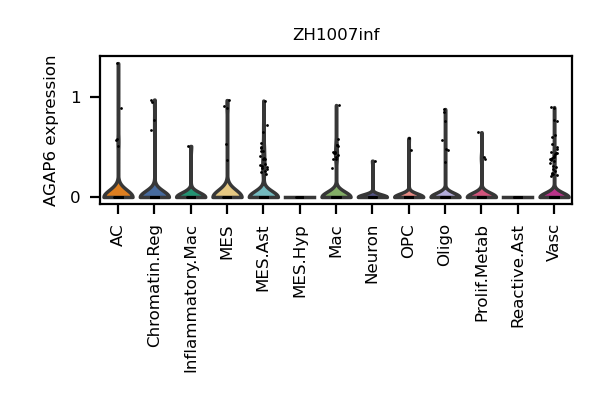 ZH1007inf
AGAP6 expression
1
0
AC
Chromatin.Reg
Inflammatory.Mac
MES
MES.Ast
MES.Hyp
Mac
Neuron
OPC
Oligo
Prolif.Metab
Reactive.Ast
Vasc